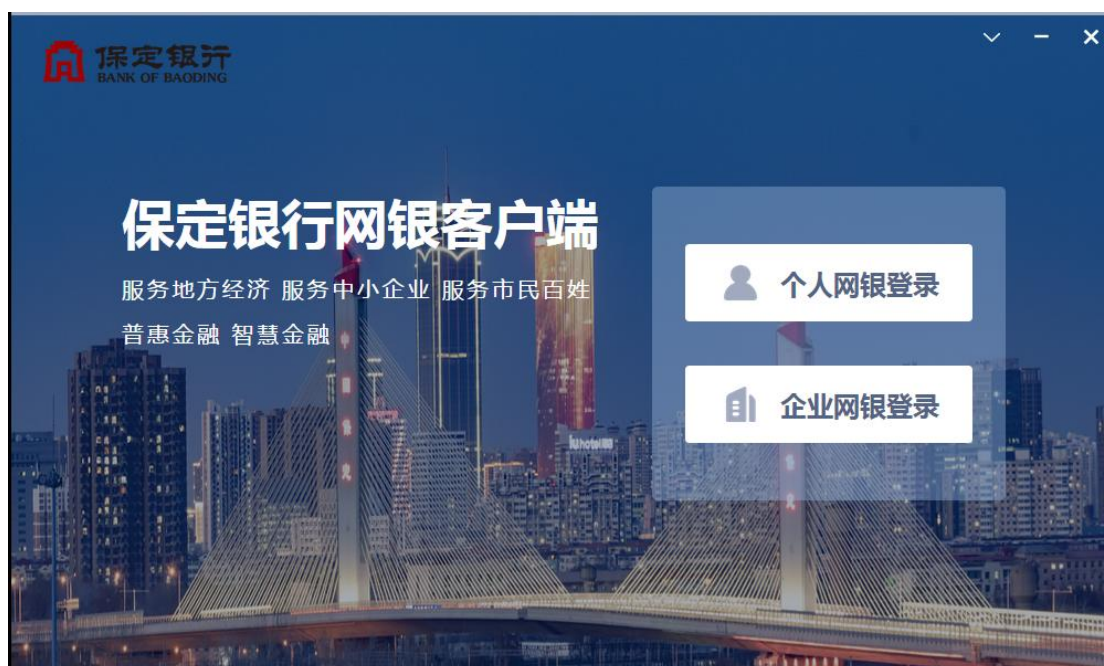 保定银行
BANK OF BAODING
保定银行网银客户端
服务地方经济 服务中小企业 服务市民百姓
普惠金融 智慧金融
个人网银登录
企业网银登录